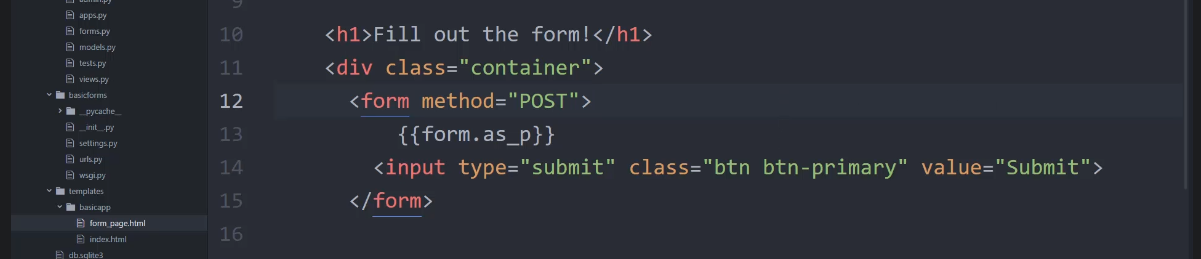 admin.py
apps.py
forms.py
models.py
tests.py
views.py
basicforms
__pycache__
__init__.py
settings.py
urls.py
wsgi.py
templates
basicapp
form_page.html
index.html
db.sqlite3
9
10 <h1>Fill out the form!</h1>
11 <div class="container">
12 <form method="POST">
13 {{form.as_p}}
14 <input type="submit" class="btn btn-primary" value="Submit">
15 </form>
16